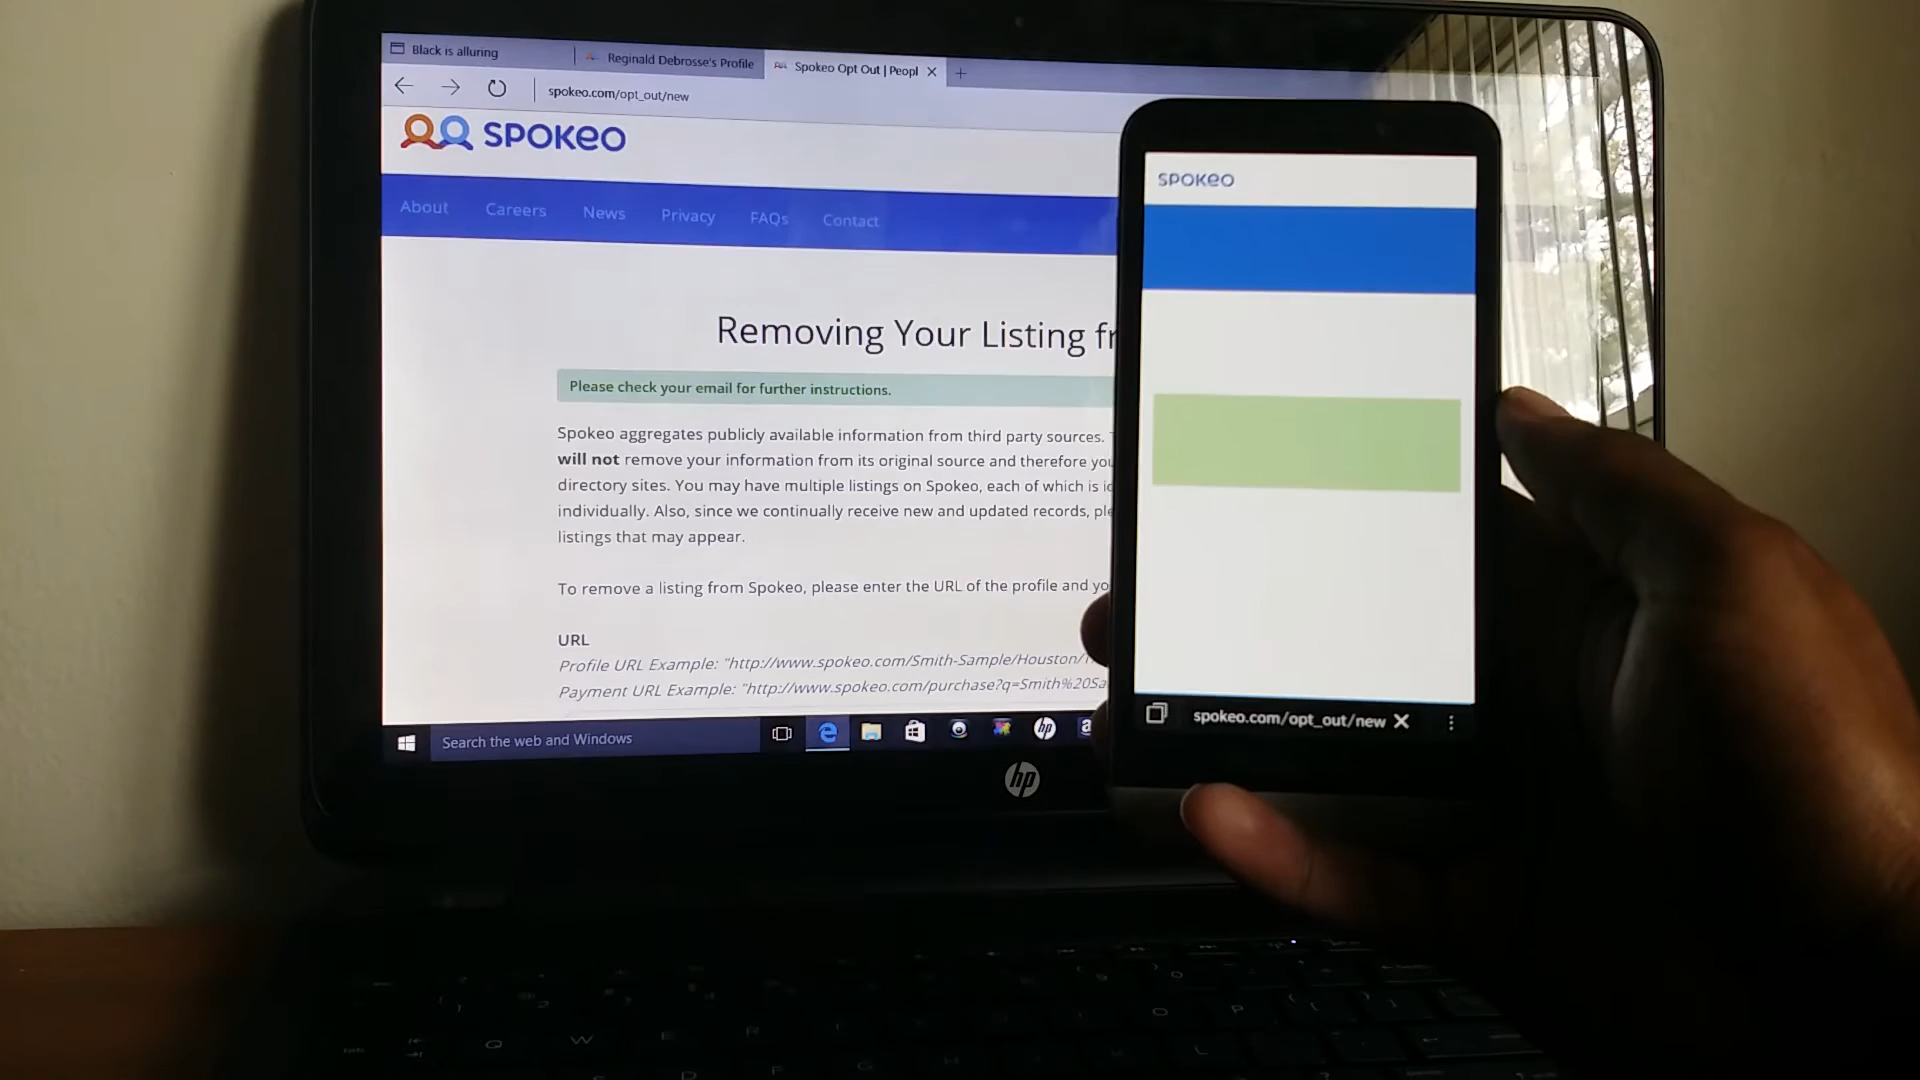 Black is alluring
Reginald Debrosse's Profile
Spokeo Opt Out | Peopl
spokeo.com/opt_out/new
SPOKEO
About Careers News Privacy FAQs Contact
Removing Your Listing fr
Please check your email for further instructions.
Spokeo aggregates publicly available information from third party sources.
will not remove your information from its original source and therefore you
directory sites. You may have multiple listings on Spokeo, each of which is
individually. Also, since we continually receive new and updated records, ple
listings that may appear.
To remove a listing from Spokeo, please enter the URL of the profile and yo
URL
Profile URL Example: "http://www.spokeo.com/Smith-Sample/Houston/
Payment URL Example: "http://www.spokeo.com/purchase?q=Smith%20Sa
Search the web and Windows
hp
a
hp
SPOKEO
spokeo.com/opt_out/new